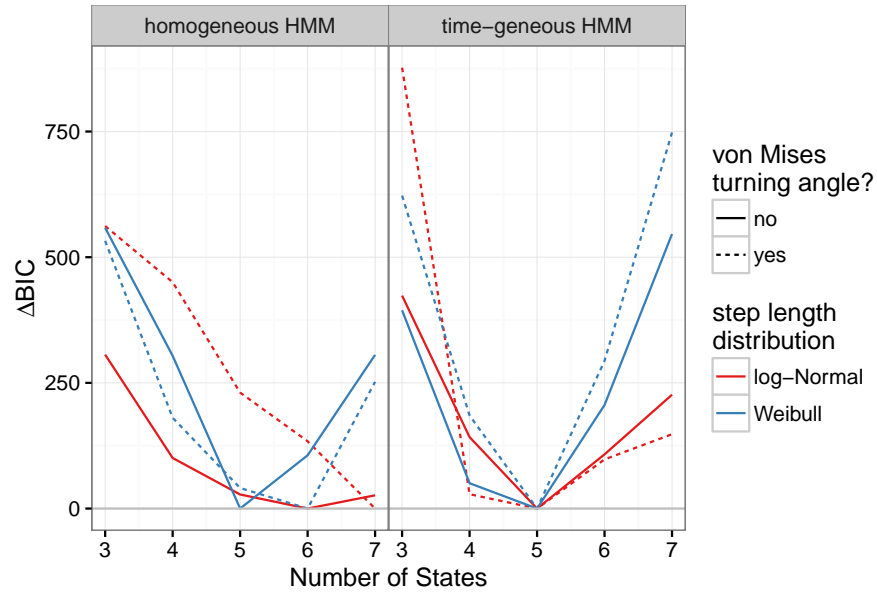 homogeneous HMM
time−geneous HMM
ΔBIC
750
500
250
0
3 4 5 6 7
3 4 5 6 7
Number of States
von Mises
turning angle?
no
yes
step length
distribution
log−Normal
Weibull